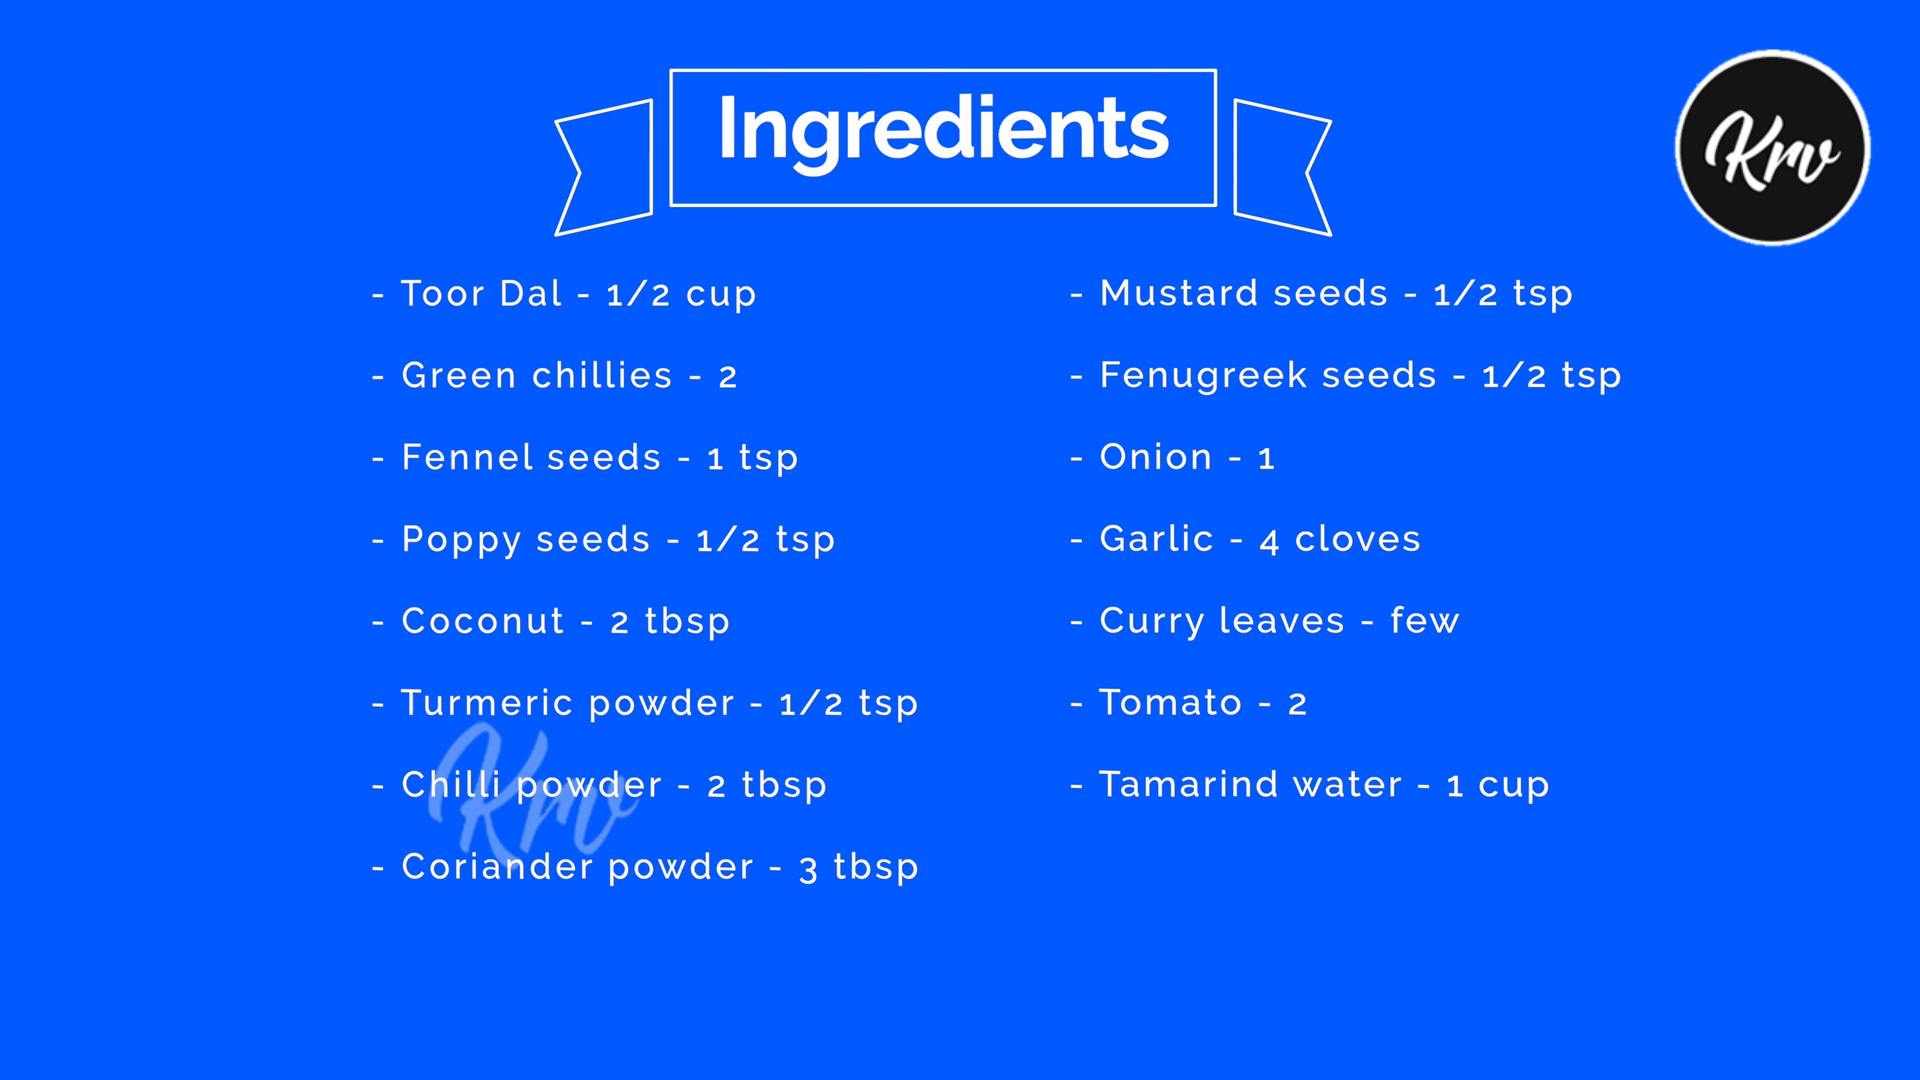 Ingredients
Krv
- Toor Dal - 1/2 cup
- Green chillies - 2
- Fennel seeds - 1 tsp
- Poppy seeds - 1/2 tsp
- Coconut - 2 tbsp
- Turmeric powder - 1/2 tsp
- Chilli powder - 2 tbsp
Krv
- Coriander powder - 3 tbsp
- Mustard seeds - 1/2 tsp
- Fenugreek seeds - 1/2 tsp
- Onion - 1
- Garlic - 4 cloves
- Curry leaves - few
- Tomato - 2
- Tamarind water - 1 cup